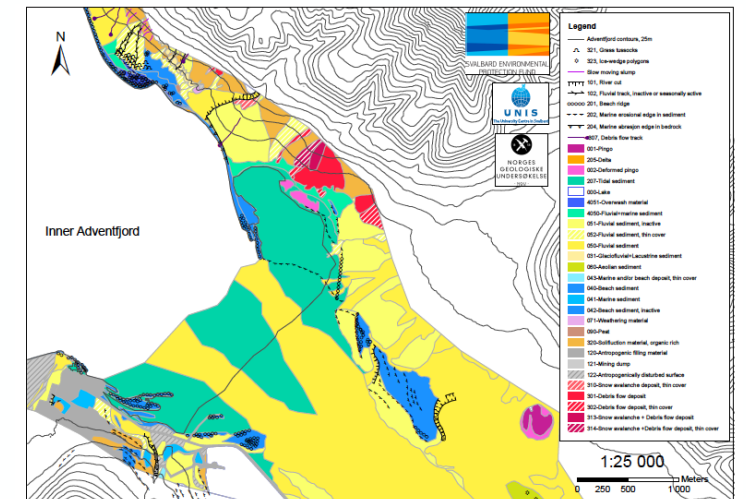 N
Inner Adventfjord
SVALBARD ENVIRONMENTAL
PROTECTION FUND
UNIS
The University Centre in Svalbard
NORGES
GEOLOGISKE
UNDERSØKELSE
- NGU -
Legend
Adventfjord contours, 25m
321, Grass tussocks
323, Ice-wedge polygons
Slow moving slump
101, River cut
102, Fluvial track, inactive or seasonally active
201, Beach ridge
202, Marine erosional edge in sediment
204, Marine abrasion edge in bedrock
307, Debris flow track
001-Pingo
205-Delta
002-Deformed pingo
207-Tidal sediment
000-Lake
4051-Overwash material
4050-Fluvial+marine sediment
051-Fluvial sediment, inactive
052-Fluvial sediment, thin cover
050-Fluvial sediment
031-Glaciofluvial+Lacustrine sediment
060-Aeolian sediment
043-Marine and/or beach deposit, thin cover
040-Beach sediment
041-Marine sediment
042-Beach sediment, inactive
071-Weathering material
090-Peat
320-Solifluction material, organic rich
120-Antropogenic filling material
121-Mining dump
122-Antropogenically disturbed surface
310-Snow avalanche deposit, thin cover
301-Debris flow deposit
302-Debris flow deposit, thin cover
313-Snow avalanche + Debris flow deposit
314-Snow avalanche +Debris flow deposit, thin cover
1:25 000
Meters
0 250 500 1 000